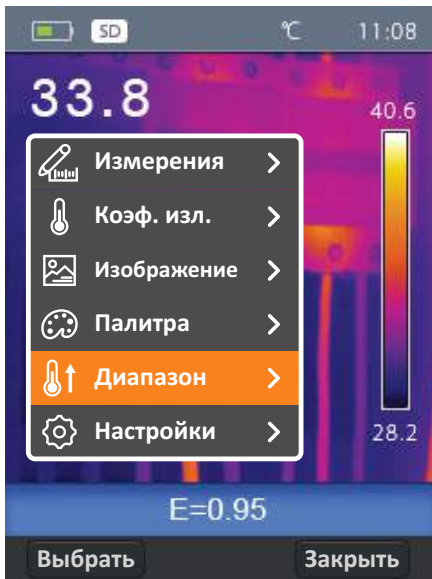 SD ℃ 11:08
33.8
40.6
Измерения
Коэф. изл.
Изображение
Палитра
Диапазон
Настройки
28.2
E=0.95
Выбрать Закрыть